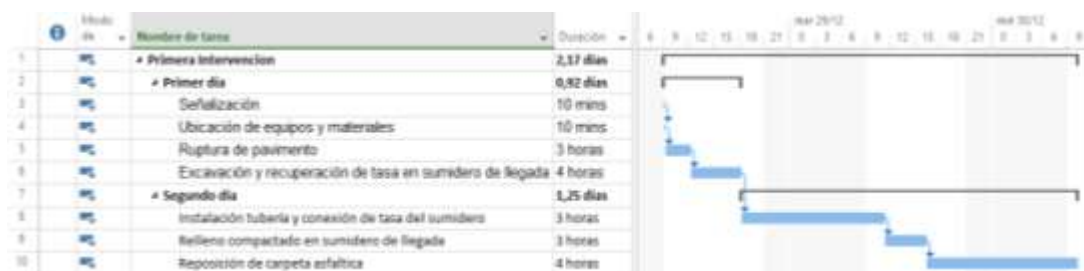 Modo de Nombre de tarea Duración 6 9 12 15 18 21 0 3 6 9 12 15 18 21 0 3 6 9
mar 29/12
1 Primera Intervencion 2,17 días
2 Primer día 0,92 días
3 Señalización 10 mins
4 Ubicación de equipos y materiales 10 mins
5 Ruptura de pavimento 3 horas
6 Excavación y recuperación de tasa en sumidero de llegada 4 horas
7 Segundo día 1,25 días
8 Instalación tubería y conexión de tasa del sumidero 3 horas
9 Relleno compactado en sumidero de llegada 3 horas
10 Reposición de carpeta asfaltica 4 horas